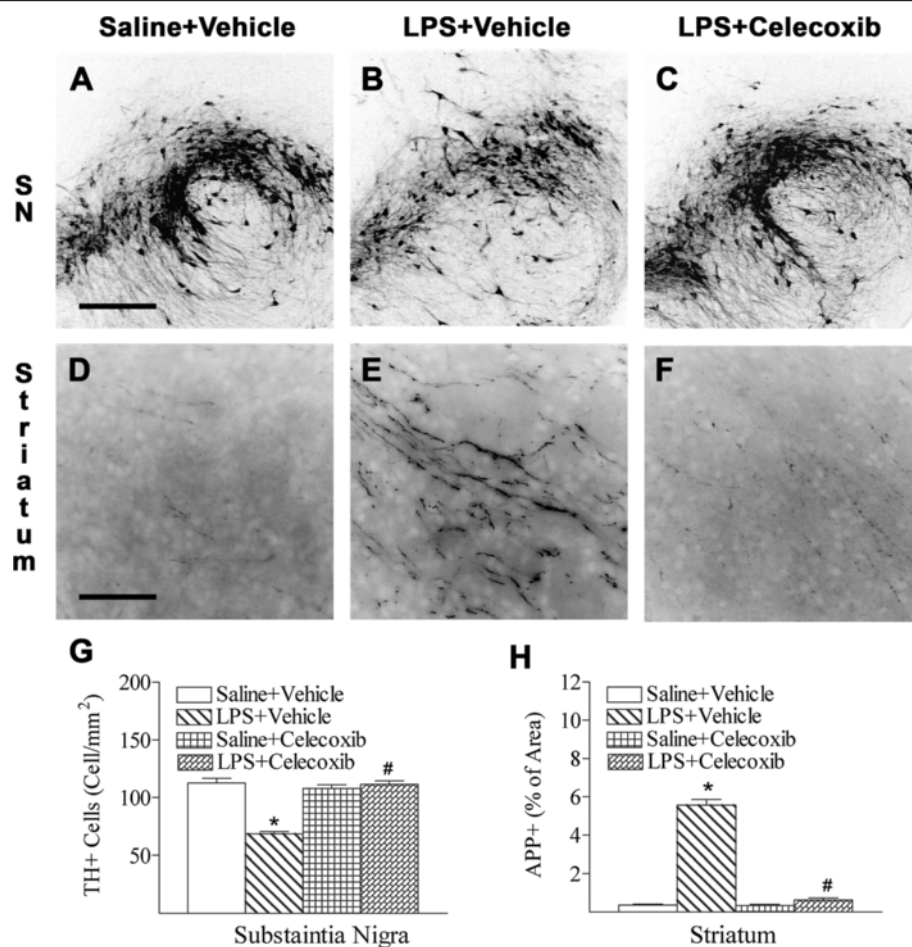 Saline+Vehicle LPS+Vehicle LPS+Celecoxib
A B C
SN
D E F
Striatum
G
200
150
100
50
TH+ Cells (Cell/mm²)
Saline+Vehicle
LPS+Vehicle
Saline+Celecoxib
LPS+Celecoxib
*
#
Substaintia Nigra
H
12
10
8
6
4
2
APP+ (% of Area)
Saline+Vehicle
LPS+Vehicle
Saline+Celecoxib
LPS+Celecoxib
*
#
Striatum